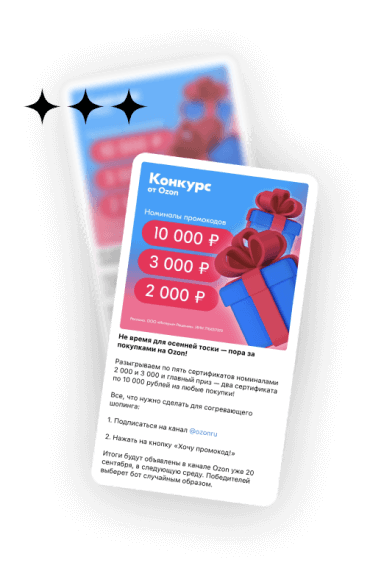 Конкурс
от Ozon
Номиналы промокодов
10 000 ₽
3 000 ₽
2 000 ₽
Не время для осенней тоски — пора за
покупками на Ozon!
Разыгрываем по пять сертификатов номиналами
2 000 и 3 000 и главный приз — два сертификата
по 10 000 рублей на любые покупки!
Все, что нужно сделать для согревающего
шопинга:
1. Подписаться на канал @ozonru
2. Нажать на кнопку «Хочу промокод!»
Итоги будут объявлены в канале Ozon уже 20
сентября, в следующую среду. Победителей
выберет бот случайным образом.